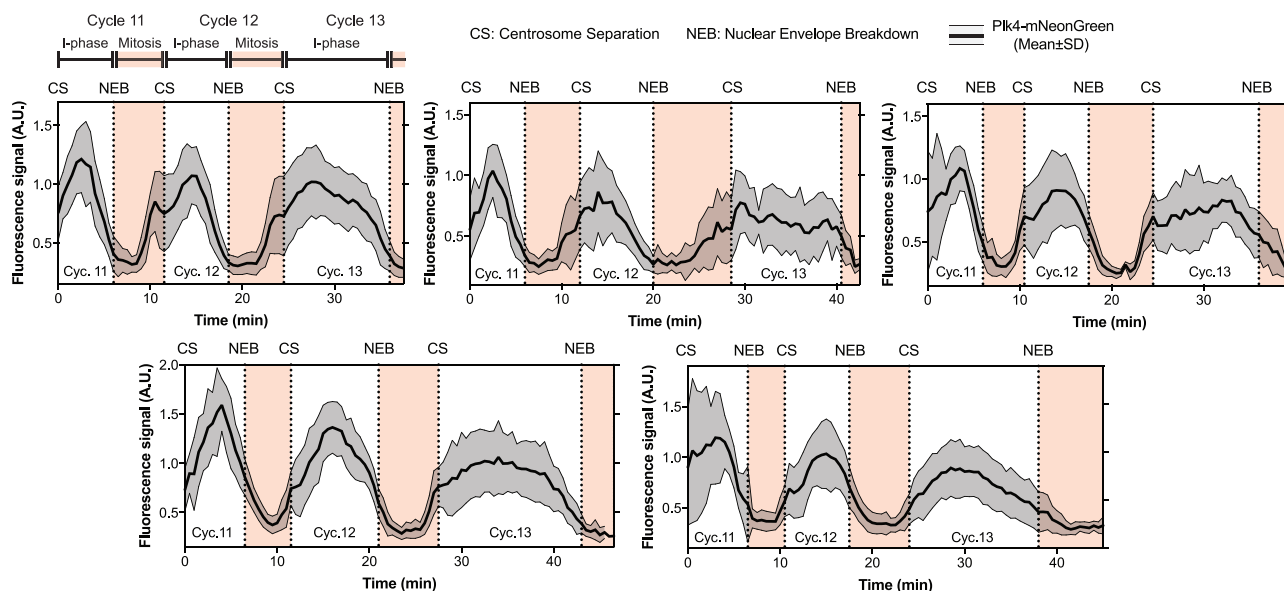 Cycle 11 Cycle 12 Cycle 13
I-phase Mitosis I-phase Mitosis I-phase
CS: Centrosome Separation NEB: Nuclear Envelope Breakdown Plk4-mNeonGreen
(Mean±SD)
CS NEB CS NEB CS NEB
Fluorescence signal (A.U.)
1.5
1.0
0.5
Cyc. 11 Cyc. 12 Cyc. 13
0 10 20 30
Time (min)
CS NEB CS NEB CS NEB
Fluorescence signal (A.U.)
1.5
1.0
0.5
Cyc. 11 Cyc. 12 Cyc. 13
0 10 20 30 40
Time (min)
CS NEB CS NEB CS NEB
Fluorescence signal (A.U.)
1.5
1.0
0.5
Cyc.11 Cyc.12 Cyc.13
0 10 20 30
Time (min)
CS NEB CS NEB CS NEB
Fluorescence signal (A.U.)
2.0
1.5
1.0
0.5
Cyc.11 Cyc.12 Cyc.13
0 10 20 30 40
Time (min)
CS NEB CS NEB CS NEB
Fluorescence signal (A.U.)
1.5
1.0
0.5
Cyc.11 Cyc.12 Cyc.13
0 10 20 30 40
Time (min)